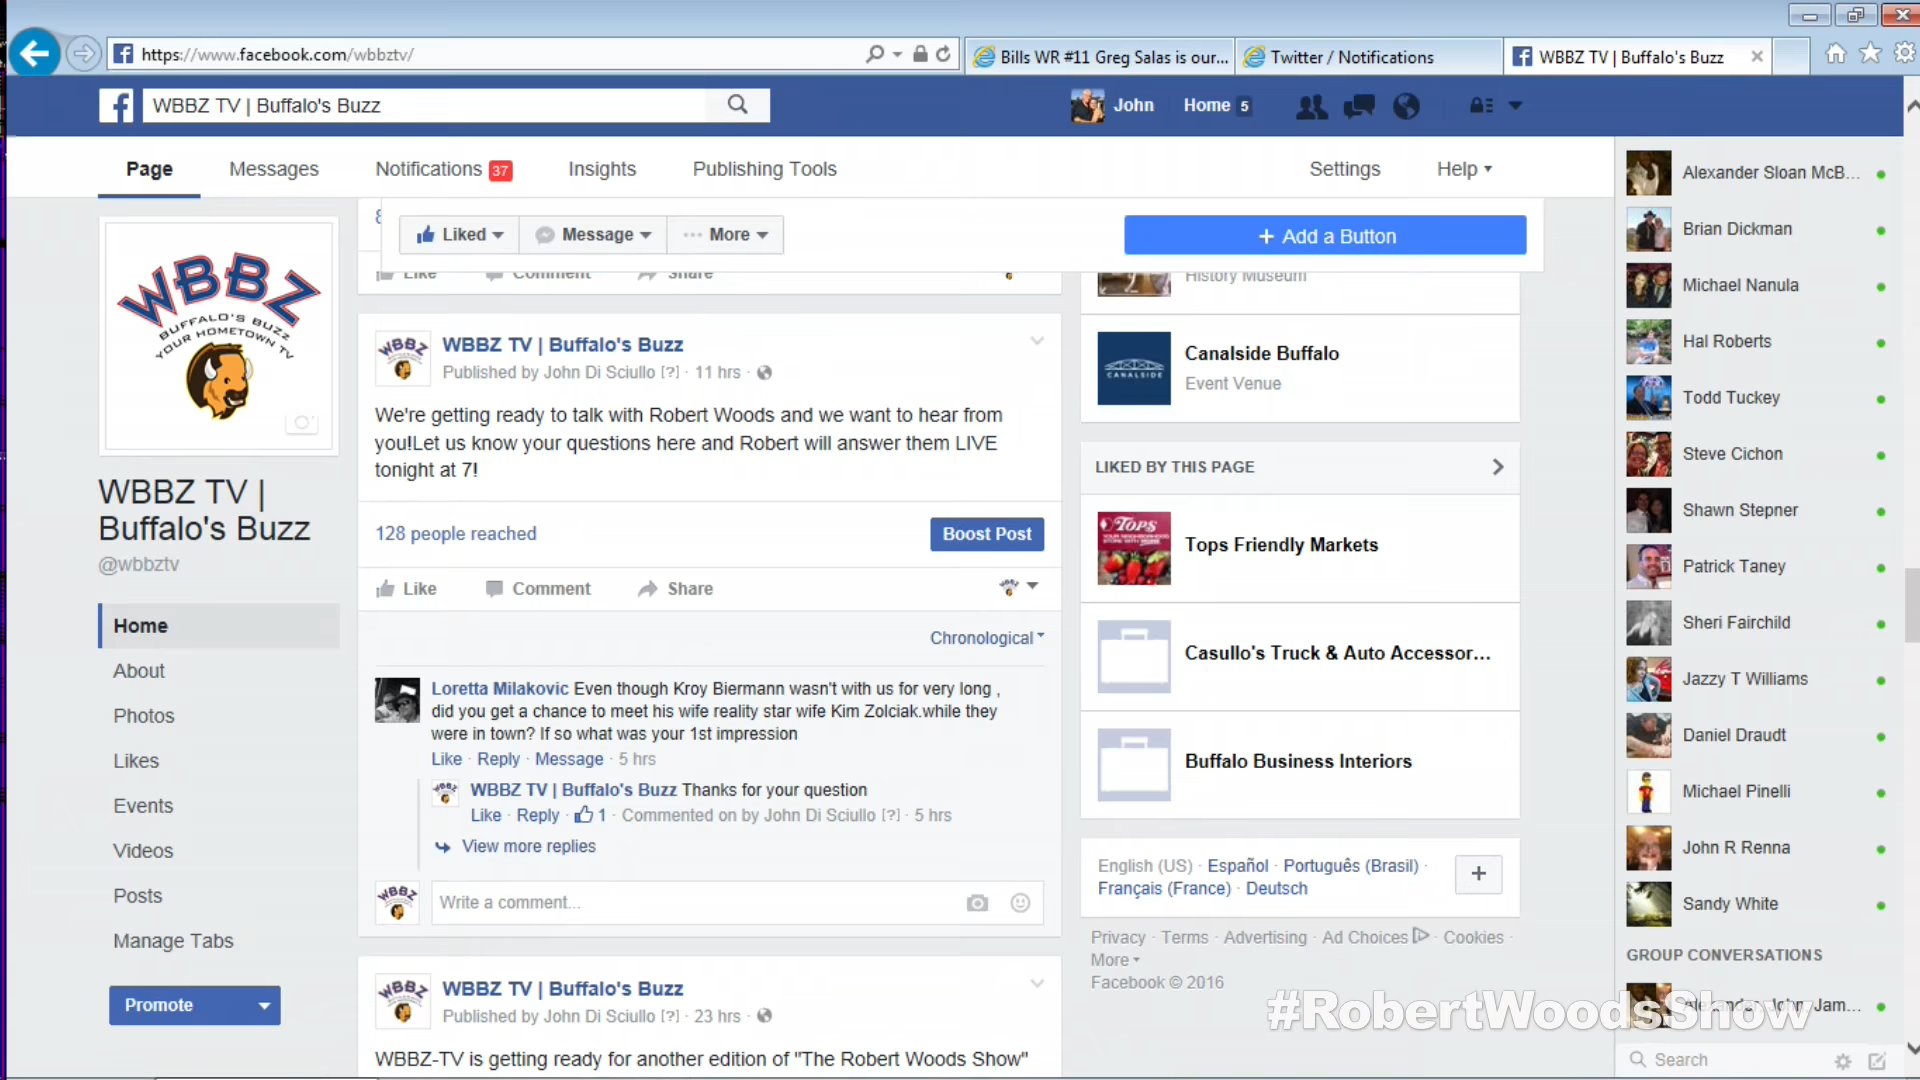 https://www.facebook.com/wbbztv/
Bills WR #11 Greg Salas is our...
Twitter / Notifications
WBBZ TV | Buffalo's Buzz
WBBZ TV | Buffalo's Buzz
John
Home 5
Page
Messages
Notifications 37
Insights
Publishing Tools
Settings
Help
Liked
Message
More
+ Add a Button
Like
Comment
Share
WBBZ
BUFFALO'S BUZZ
YOUR HOMETOWN TV
WBBZ TV |
Buffalo's Buzz
@wbbztv
Home
About
Photos
Likes
Events
Videos
Posts
Manage Tabs
Promote
WBBZ TV | Buffalo's Buzz
Published by John Di Sciullo [?] · 11 hrs ·
We're getting ready to talk with Robert Woods and we want to hear from
you!Let us know your questions here and Robert will answer them LIVE
tonight at 7!
128 people reached
Boost Post
Like
Comment
Share
Chronological
Loretta Milakovic Even though Kroy Biermann wasn't with us for very long ,
did you get a chance to meet his wife reality star wife Kim Zolciak.while they
were in town? If so what was your 1st impression
Like · Reply · Message · 5 hrs
WBBZ TV | Buffalo's Buzz Thanks for your question
Like · Reply · 1 · Commented on by John Di Sciullo [?] · 5 hrs
View more replies
Write a comment...
WBBZ TV | Buffalo's Buzz
Published by John Di Sciullo [?] · 23 hrs ·
WBBZ-TV is getting ready for another edition of "The Robert Woods Show"
History Museum
CANALSIDE
Canalside Buffalo
Event Venue
LIKED BY THIS PAGE
TOPS
Tops Friendly Markets
Casullo's Truck & Auto Accessor...
Buffalo Business Interiors
English (US) · Español · Português (Brasil) ·
Français (France) · Deutsch
+
Privacy · Terms · Advertising · Ad Choices · Cookies ·
More
Facebook © 2016
Alexander Sloan McB...
Brian Dickman
Michael Nanula
Hal Roberts
Todd Tuckey
Steve Cichon
Shawn Stepner
Patrick Taney
Sheri Fairchild
Jazzy T Williams
Daniel Draudt
Michael Pinelli
John R Renna
Sandy White
GROUP CONVERSATIONS
Alexander, John, Jam...
#RobertWoodsShow
Search